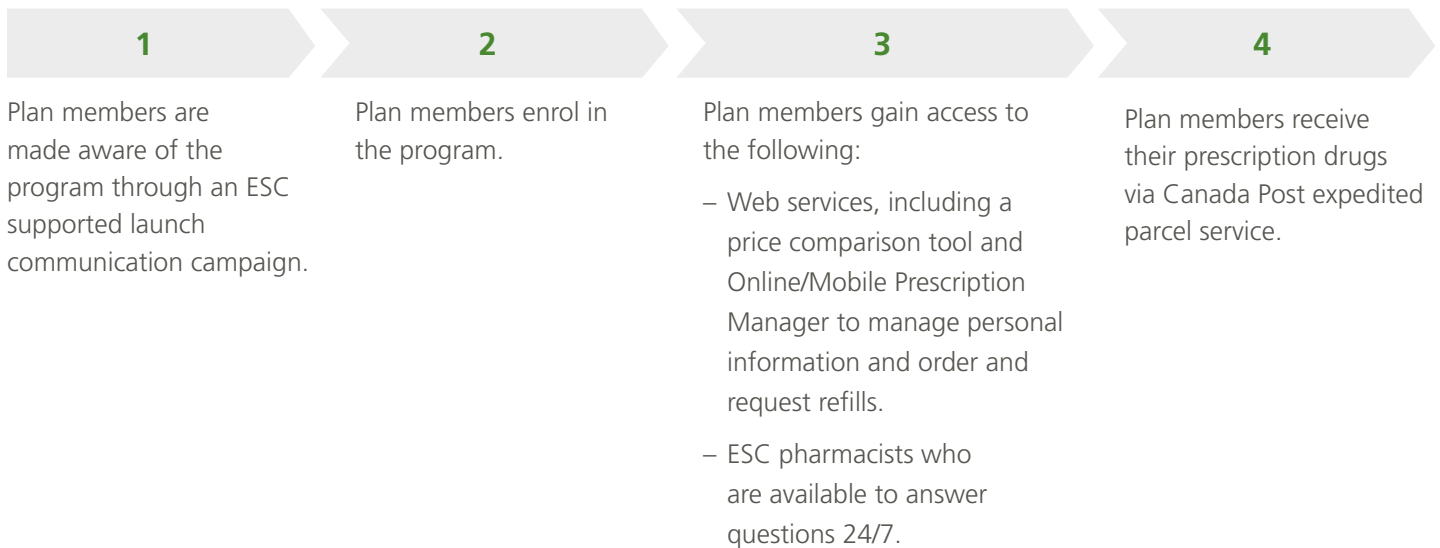 1
Plan members are
made aware of the
program through an ESC
supported launch
communication campaign.
2
Plan members enrol in
the program.
3
Plan members gain access to
the following:
– Web services, including a
price comparison tool and
Online/Mobile Prescription
Manager to manage personal
information and order and
request refills.
– ESC pharmacists who
are available to answer
questions 24/7.
4
Plan members receive
their prescription drugs
via Canada Post expedited
parcel service.